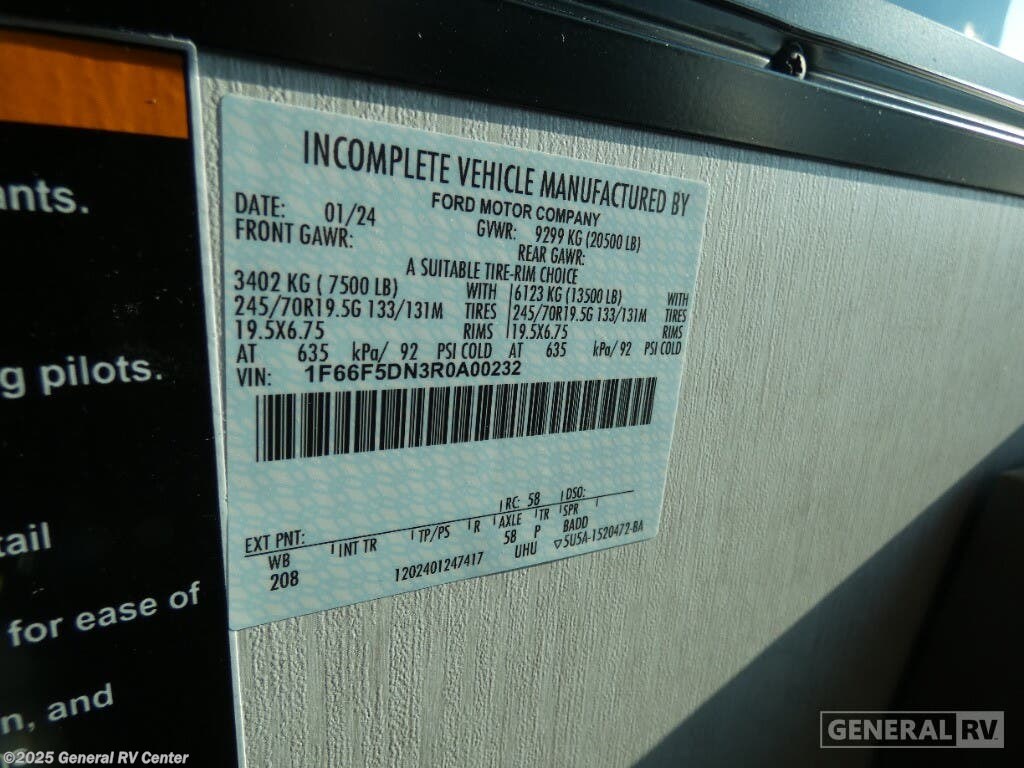 ants.
g pilots.
tail
for ease of
n, and
INCOMPLETE VEHICLE MANUFACTURED BY
FORD MOTOR COMPANY
DATE: 01/24 GVWR: 9299 KG (20500 LB)
FRONT GAWR: REAR GAWR:
A SUITABLE TIRE-RIM CHOICE
3402 KG ( 7500 LB) WITH 6123 KG (13500 LB) WITH
245/70R19.5G 133/131M TIRES 245/70R19.5G 133/131M TIRES
19.5X6.75 RIMS 19.5X6.75 RIMS
AT 635 kPa/ 92 PSI COLD AT 635 kPa/ 92 PSI COLD
VIN: 1F66F5DN3R0A00232
EXT PNT: RC: 58 DSO:
WB INT TR TP/PS R AXLE TR SPR
208 58 P BADD
1202401247417 UHU ▽5U5A-1520472-BA
GENERAL RV
©2025 General RV Center